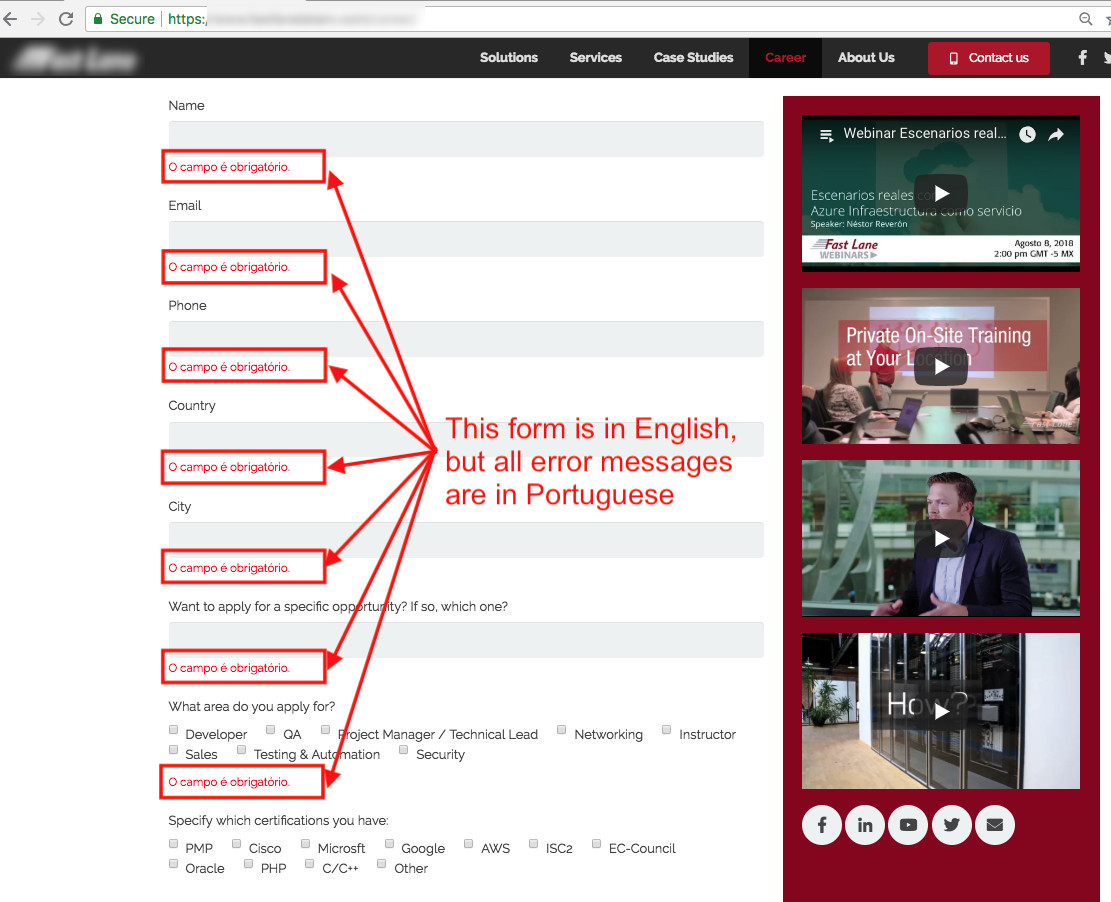 Secure
https:
Fast Lane
Solutions
Services
Case Studies
Career
About Us
Contact us
Name
O campo é obrigatório.
Email
O campo é obrigatório.
Phone
O campo é obrigatório.
Country
O campo é obrigatório.
City
O campo é obrigatório.
Want to apply for a specific opportunity? If so, which one?
O campo é obrigatório.
What area do you apply for?
Developer QA Project Manager / Technical Lead Networking Instructor
Sales Testing & Automation Security
O campo é obrigatório.
Specify which certifications you have:
PMP Cisco Microsft Google AWS ISC2 EC-Council
Oracle PHP C/C++ Other
This form is in English,
but all error messages
are in Portuguese
Webinar Escenarios real...
Escenarios reales
Azure Infraestructura como servicio
Speaker: Néstor Reverón
Fast Lane
WEBINARS
Agosto 8, 2018
2:00 pm GMT -5 MX
Private On-Site Training
at Your Location
Fast Lane
How?